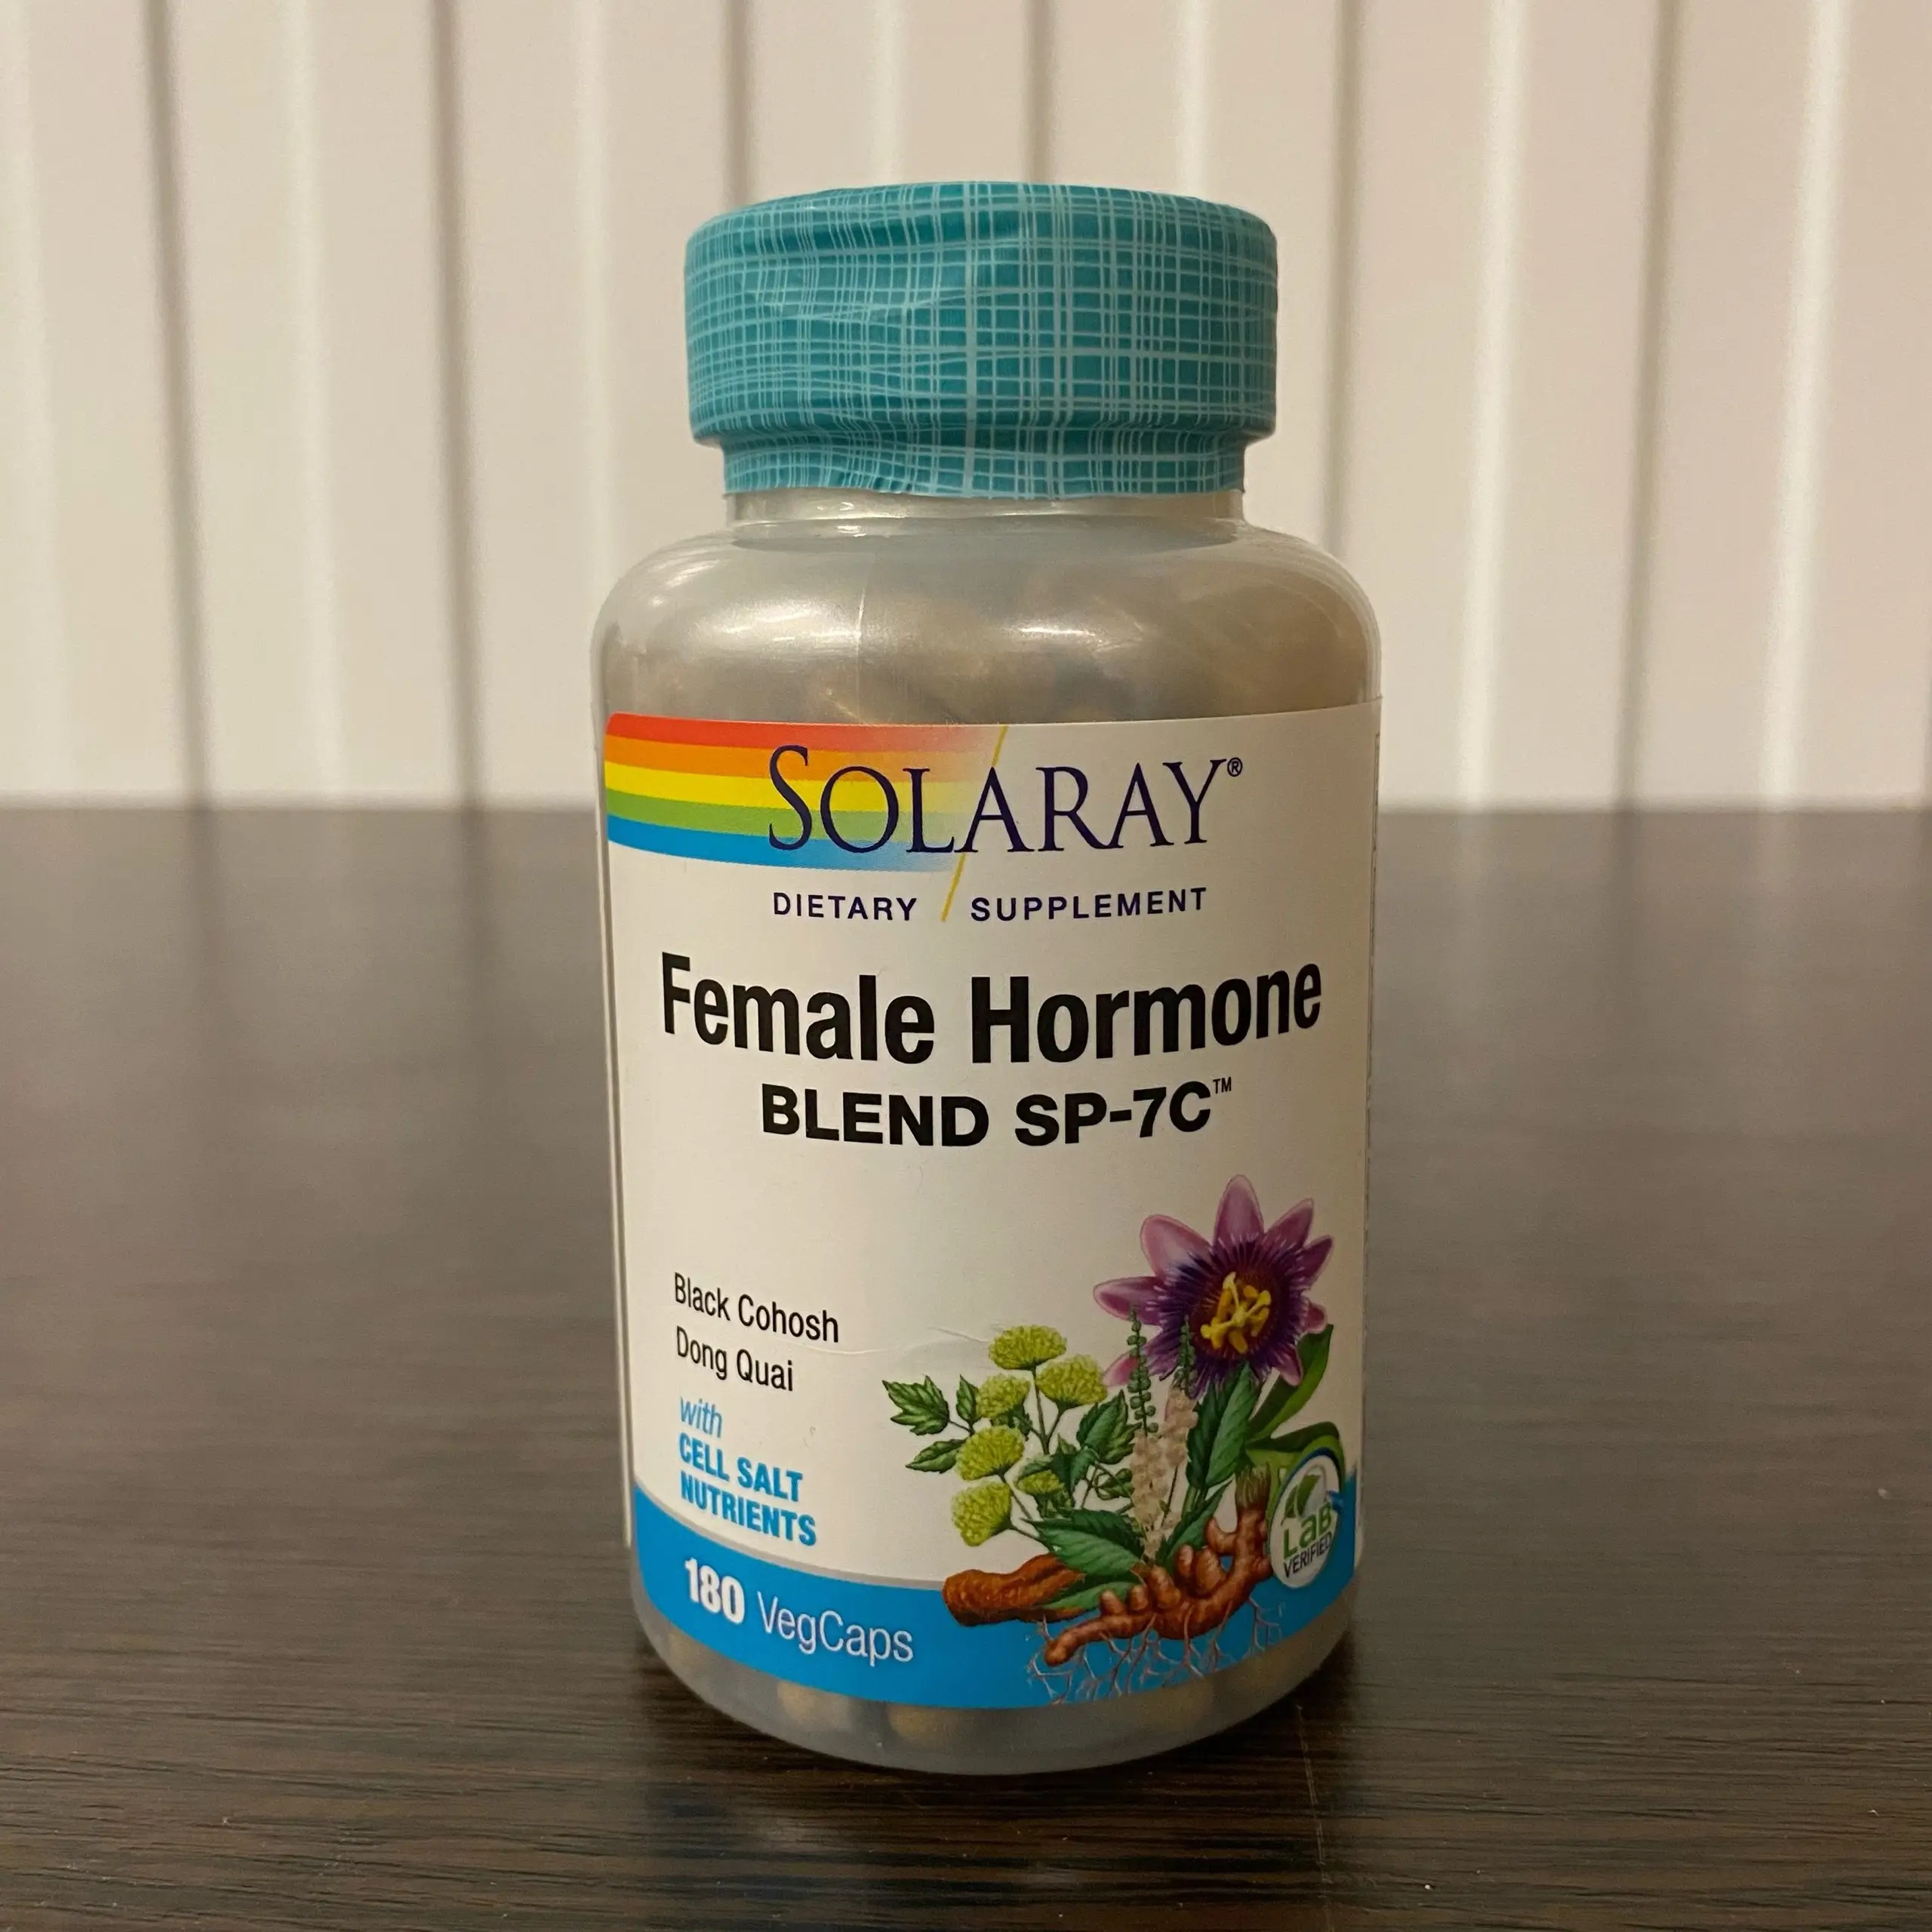 SOLARAY®
DIETARY SUPPLEMENT
Female Hormone
BLEND SP-7C™
Black Cohosh
Dong Quai
with
CELL SALT
NUTRIENTS
LaB
VERIFIED
180 VegCaps